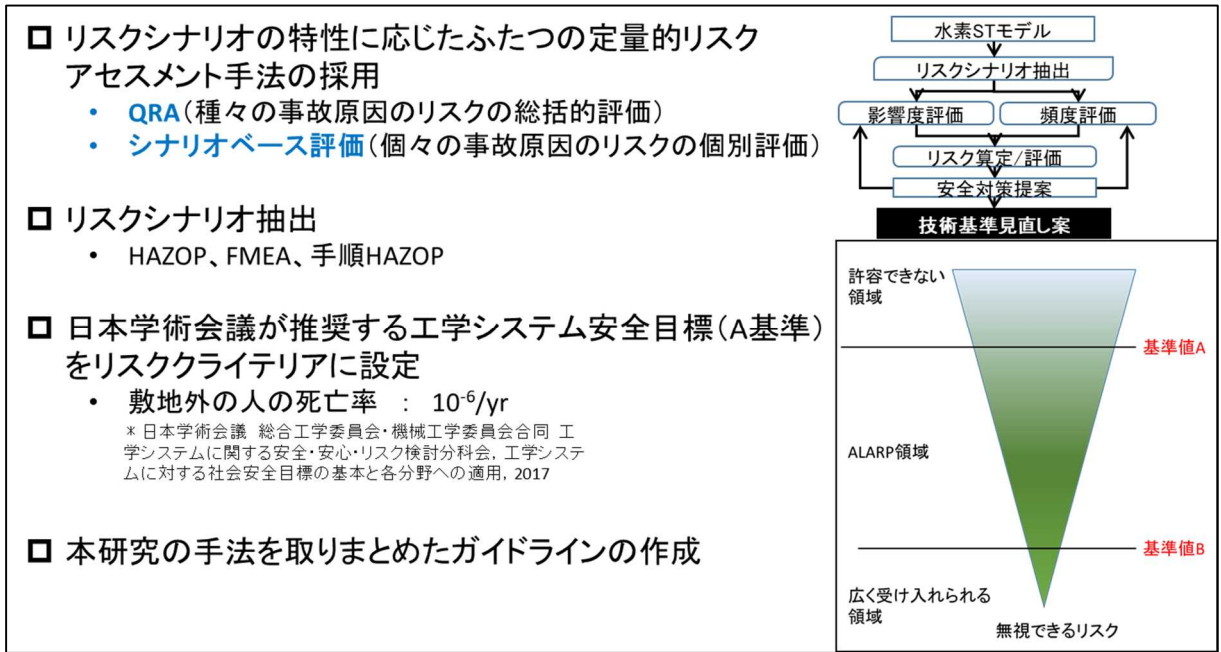 リスクシナリオの特性に応じたふたつの定量的リスク
アセスメント手法の採用
• QRA(種々の事故原因のリスクの総括的評価)
• シナリオベース評価(個々の事故原因のリスクの個別評価)
リスクシナリオ抽出
• HAZOP、FMEA、手順HAZOP
日本学術会議が推奨する工学システム安全目標(A基準)
をリスククライテリアに設定
• 敷地外の人の死亡率 : 10⁻⁶/yr
* 日本学術会議 総合工学委員会・機械工学委員会合同 工
学システムに関する安全・安心・リスク検討分科会, 工学システ
ムに対する社会安全目標の基本と各分野への適用, 2017
本研究の手法を取りまとめたガイドラインの作成
水素STモデル
リスクシナリオ抽出
影響度評価
頻度評価
リスク算定/評価
安全対策提案
技術基準見直し案
許容できない
領域
基準値A
ALARP領域
基準値B
広く受け入れられる
領域
無視できるリスク